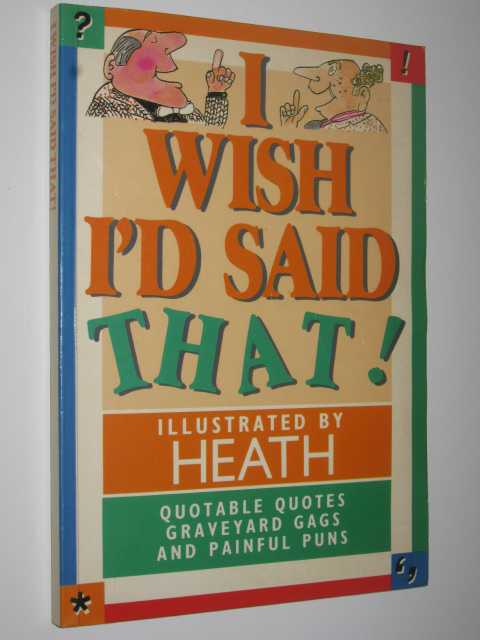 I WISH I'D SAID THAT!
?
!
I
WISH
I'D SAID
THAT!
ILLUSTRATED BY
HEATH
QUOTABLE QUOTES
GRAVEYARD GAGS
AND PAINFUL PUNS
*
‘,